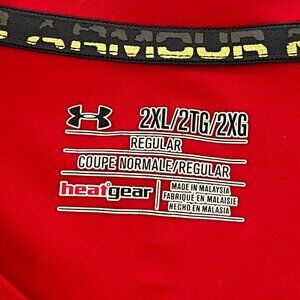 ARMOUR
2XL/2TG/2XG
REGULAR
COUPE NORMALE/REGULAR
heatgear
MADE IN MALAYSIA
FABRIQUÉ EN MALAISIE
HECHO EN MALASIA